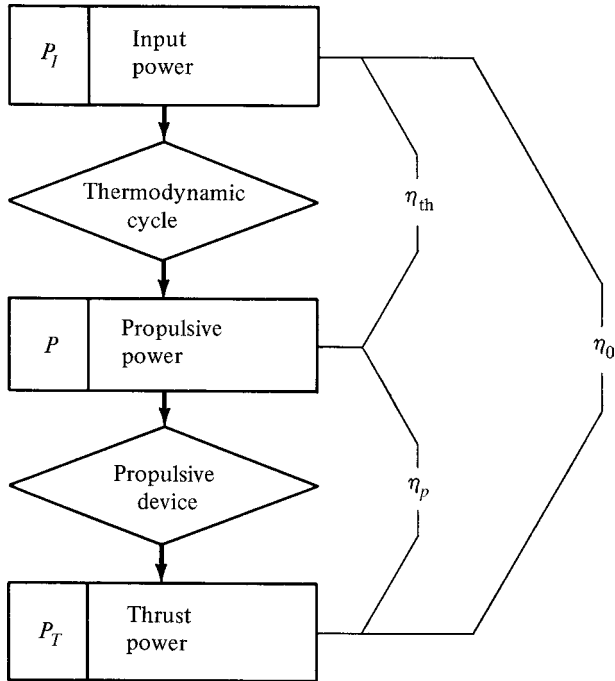 P_I
Input
power
Thermodynamic
cycle
η_th
P
Propulsive
power
η_0
Propulsive
device
η_p
P_T
Thrust
power